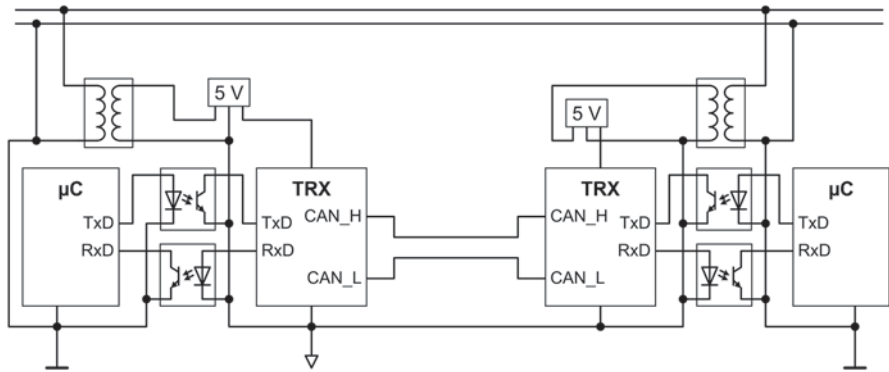 5 V
5 V
µC
TRX
TRX
µC
TxD
TxD
CAN_H
CAN_H
TxD
TxD
RxD
RxD
CAN_L
CAN_L
RxD
RxD